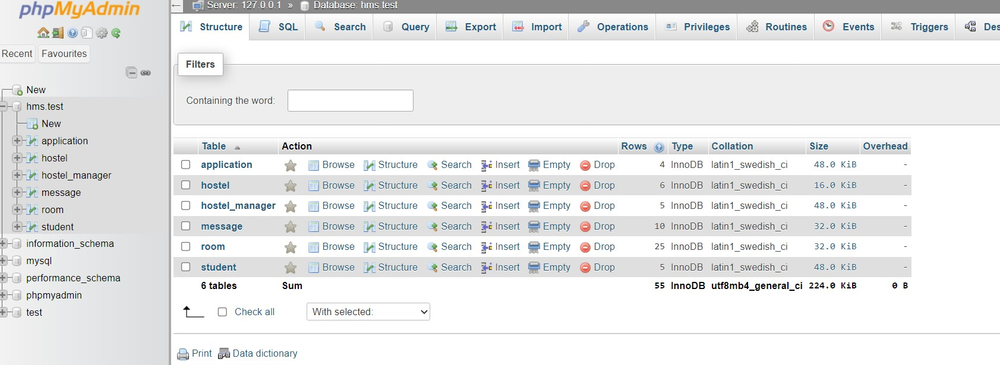 phpMyAdmin
Recent Favourites
New
hms.test
New
application
hostel
hostel_manager
message
room
student
information_schema
mysql
performance_schema
phpmyadmin
test
Server: 127.0.0.1 » Database: hms.test
Structure SQL Search Query Export Import Operations Privileges Routines Events Triggers Des
Filters
Containing the word:
Table Action Rows Type Collation Size Overhead
application Browse Structure Search Insert Empty Drop 4 InnoDB latin1_swedish_ci 48.0 KiB -
hostel Browse Structure Search Insert Empty Drop 6 InnoDB latin1_swedish_ci 16.0 KiB -
hostel_manager Browse Structure Search Insert Empty Drop 5 InnoDB latin1_swedish_ci 48.0 KiB -
message Browse Structure Search Insert Empty Drop 10 InnoDB latin1_swedish_ci 32.0 KiB -
room Browse Structure Search Insert Empty Drop 25 InnoDB latin1_swedish_ci 32.0 KiB -
student Browse Structure Search Insert Empty Drop 5 InnoDB latin1_swedish_ci 48.0 KiB -
6 tables Sum 55 InnoDB utf8mb4_general_ci 224.0 KiB 0 B
Check all With selected:
Print Data dictionary